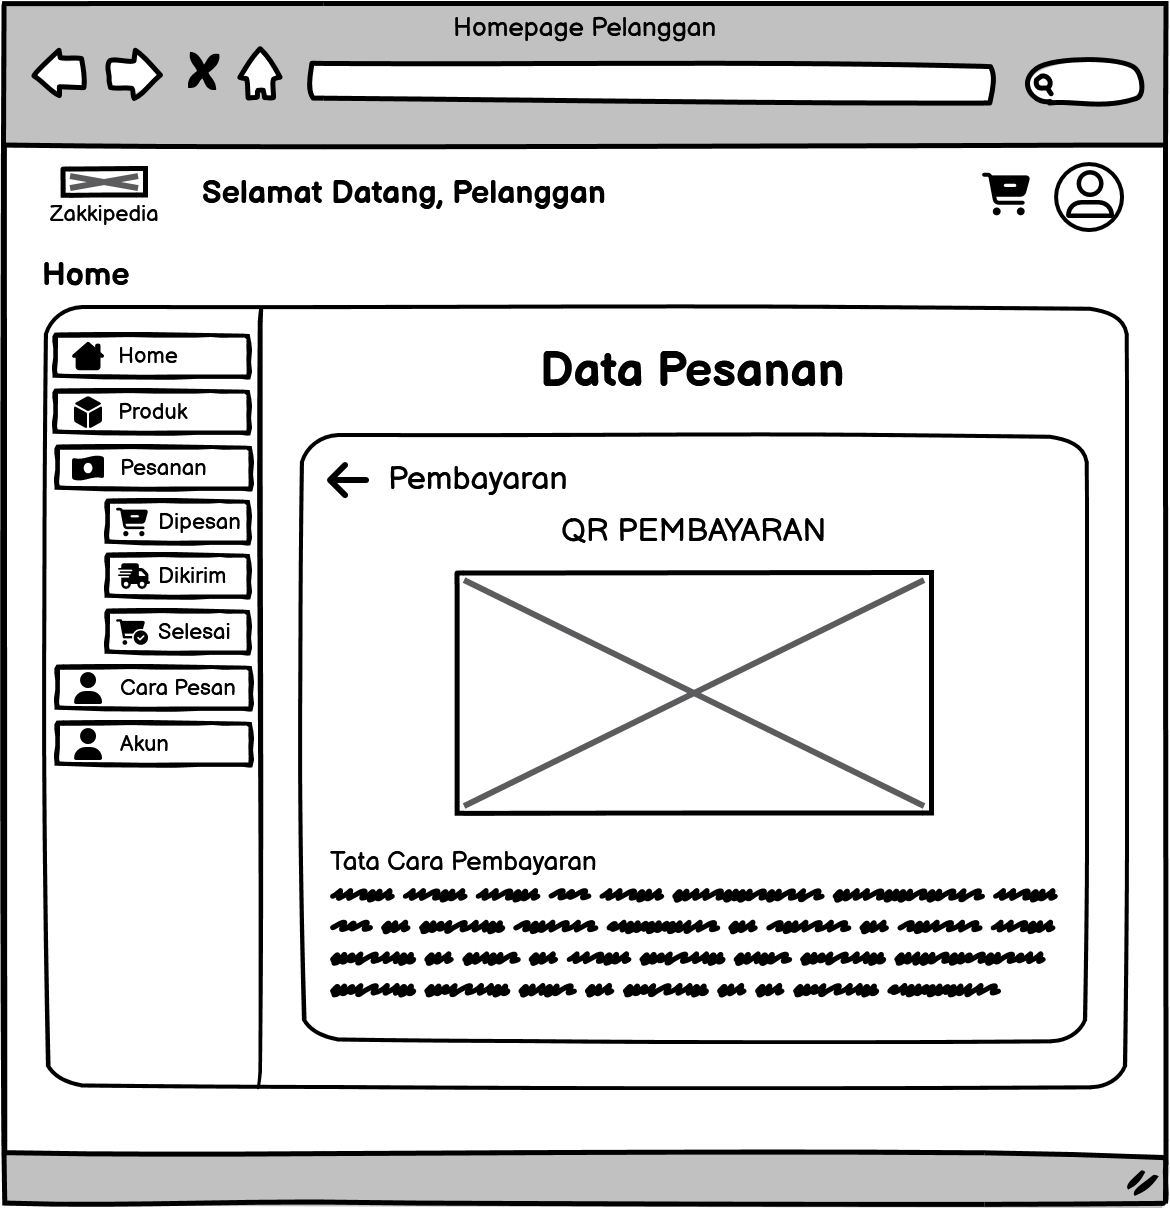 Homepage Pelanggan
Zakkipedia
Selamat Datang, Pelanggan
Home
Home
Produk
Pesanan
Dipesan
Dikirim
Selesai
Cara Pesan
Akun
Data Pesanan
Pembayaran
QR PEMBAYARAN
Tata Cara Pembayaran